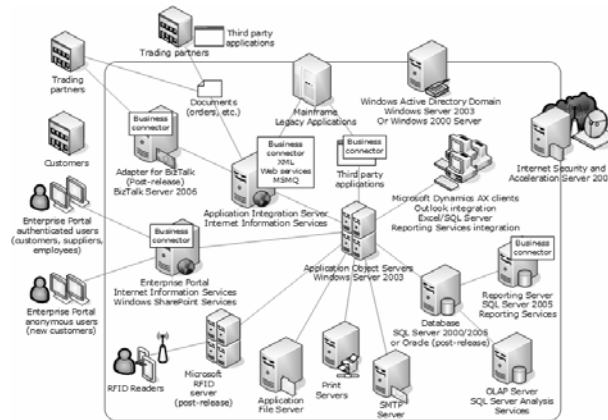 Third party
applications
Trading partners
Trading
partners
Documents
(orders, etc.)
Mainframe
Legacy Applications
Windows Active Directory Domain
Windows Server 2003
Or Windows 2000 Server
Customers
Business
connector
Adapter for BizTalk
(Post-release)
BizTalk Server 2006
Business
connector
XML
Web services
MSMQ
Application Integration Server
Internet Information Services
Business
connector
Third party
applications
Microsoft Dynamics AX clients
Outlook integration
Excel/SQL Server
Reporting Services integration
Internet Security and
Acceleration Server
Enterprise Portal
authenticated users
(customers, suppliers,
employees)
Business
connector
Enterprise Portal
Internet Information Services
Windows SharePoint Services
Application Object Servers
Windows Server 2003
Business
connector
Reporting Server
SQL Server 2005
Reporting Services
Enterprise Portal
anonymous users
(new customers)
Database
SQL Server 2000/2005
or Oracle (post-release)
RFID Readers
Microsoft
RFID
server
(post-release)
Application
File Server
Print
Servers
SMTP
Server
OLAP Server
SQL Server Analysis
Services